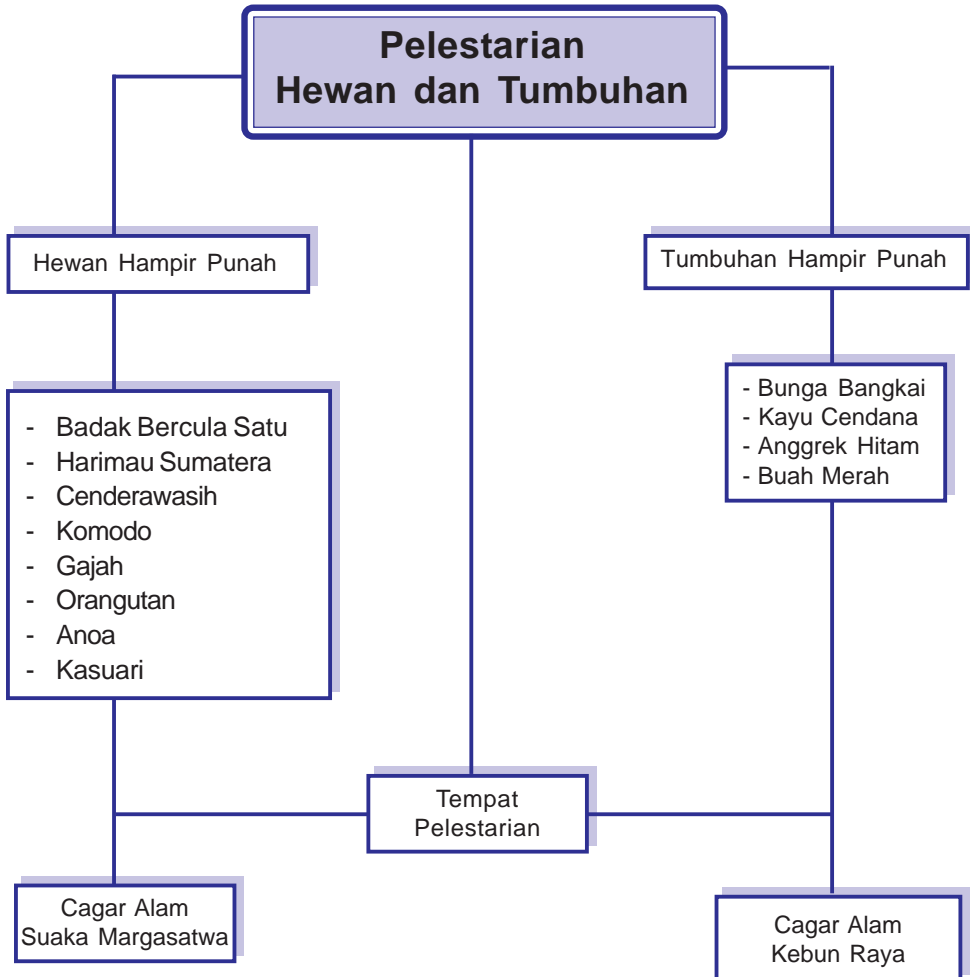 Pelestarian
Hewan dan Tumbuhan
Hewan Hampir Punah
Tumbuhan Hampir Punah
- Badak Bercula Satu
- Harimau Sumatera
- Cenderawasih
- Komodo
- Gajah
- Orangutan
- Anoa
- Kasuari
- Bunga Bangkai
- Kayu Cendana
- Anggrek Hitam
- Buah Merah
Tempat
Pelestarian
Cagar Alam
Suaka Margasatwa
Cagar Alam
Kebun Raya